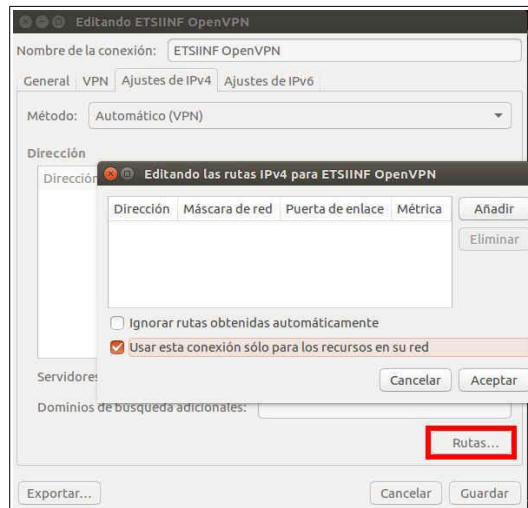 Editando ETSIINF OpenVPN
Nombre de la conexión: ETSIINF OpenVPN
General VPN Ajustes de IPv4 Ajustes de IPv6
Método: Automático (VPN)
Dirección
Dirección
Editando las rutas IPv4 para ETSIINF OpenVPN
Dirección Máscara de red Puerta de enlace Métrica Añadir
Eliminar
Ignorar rutas obtenidas automáticamente
Usar esta conexión sólo para los recursos en su red
Servidores
Cancelar Aceptar
Dominios de búsqueda adicionales:
Rutas...
Exportar... Cancelar Guardar